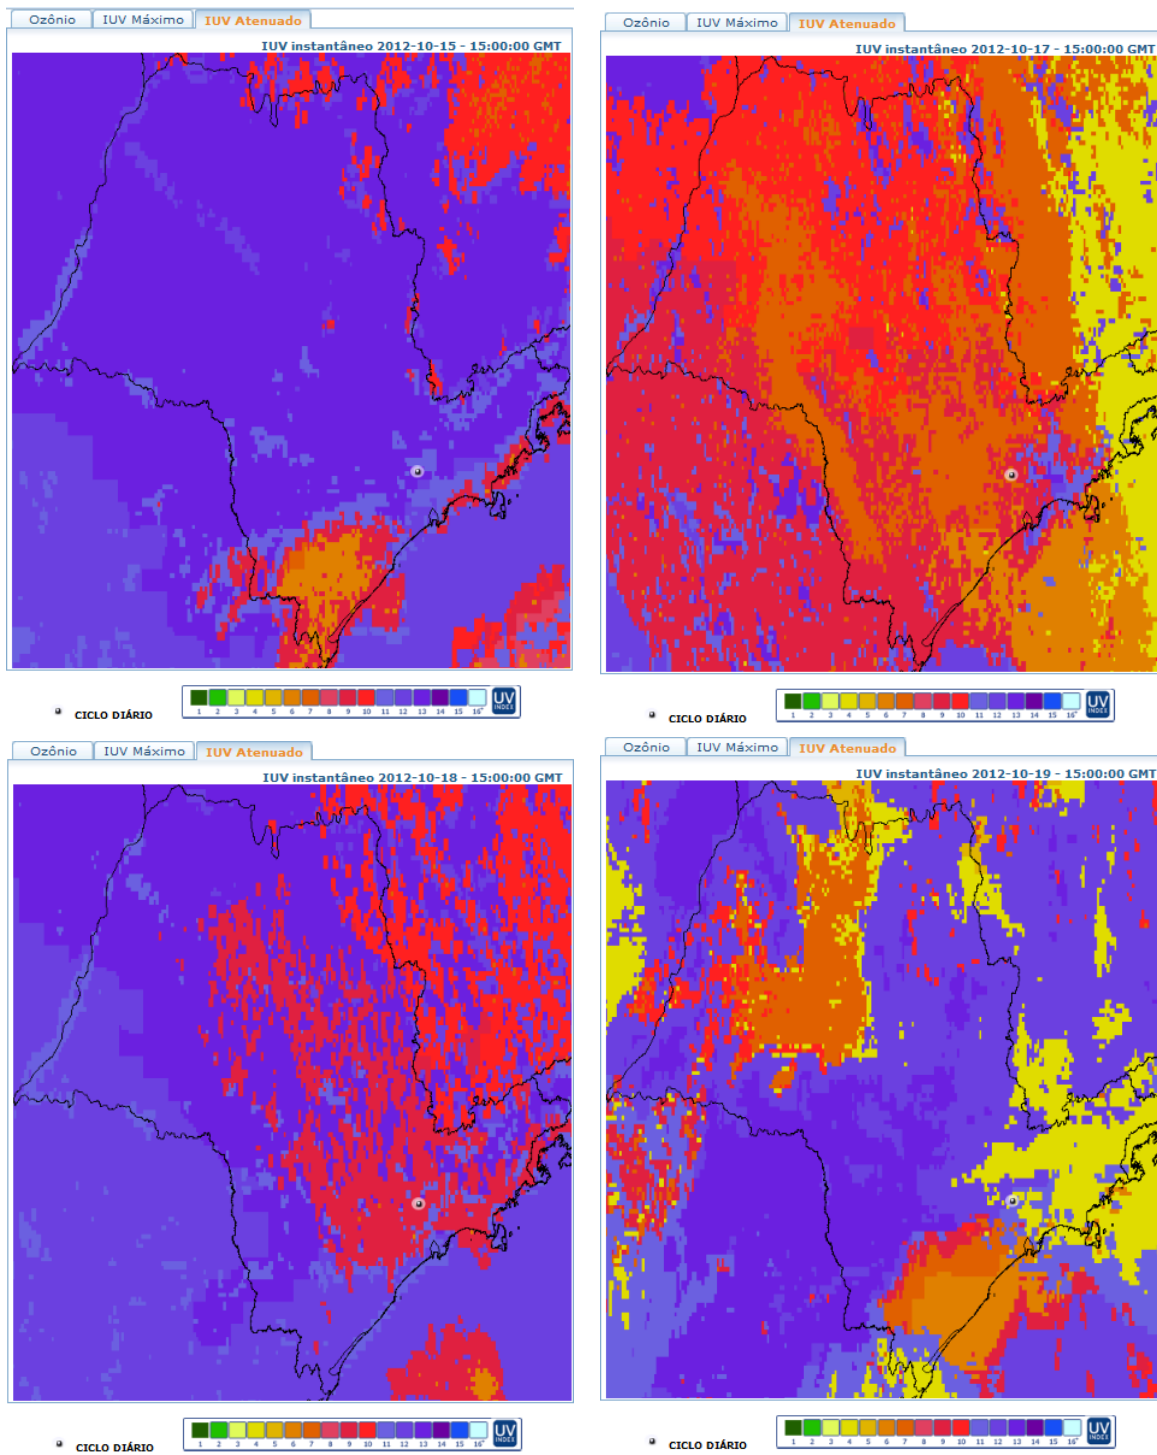 Ozônio IUV Máximo IUV Atenuado
IUV instantâneo 2012-10-15 - 15:00:00 GMT
CICLO DIÁRIO
1 2 3 4 5 6 7 8 9 10 11 12 13 14 15 16+
UV
INDEX
Ozônio IUV Máximo IUV Atenuado
IUV instantâneo 2012-10-17 - 15:00:00 GMT
CICLO DIÁRIO
1 2 3 4 5 6 7 8 9 10 11 12 13 14 15 16+
UV
INDEX
Ozônio IUV Máximo IUV Atenuado
IUV instantâneo 2012-10-18 - 15:00:00 GMT
CICLO DIÁRIO
1 2 3 4 5 6 7 8 9 10 11 12 13 14 15 16+
UV
INDEX
Ozônio IUV Máximo IUV Atenuado
IUV instantâneo 2012-10-19 - 15:00:00 GMT
CICLO DIÁRIO
1 2 3 4 5 6 7 8 9 10 11 12 13 14 15 16+
UV
INDEX